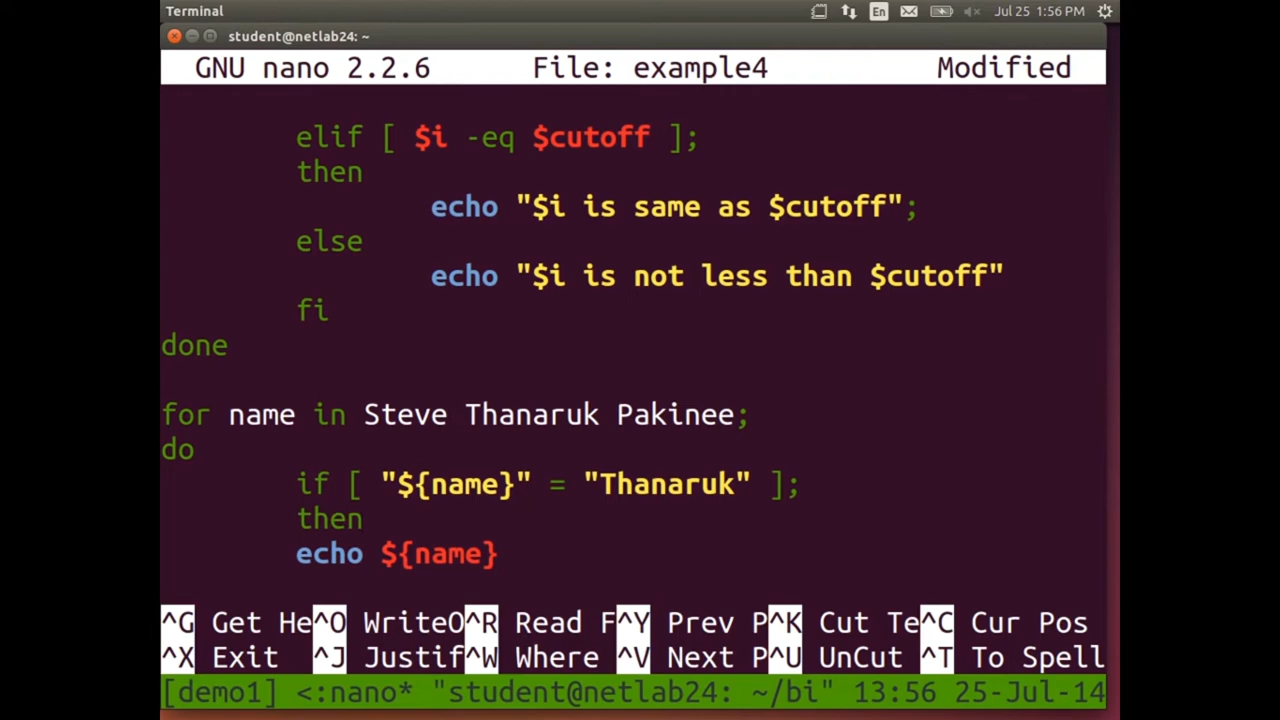 Terminal
En
Jul 25 1:56 PM
student@netlab24: ~
GNU nano 2.2.6 File: example4 Modified
elif [ $i -eq $cutoff ];
then
echo "$i is same as $cutoff";
else
echo "$i is not less than $cutoff"
fi
done
for name in Steve Thanaruk Pakinee;
do
if [ "${name}" = "Thanaruk" ];
then
echo ${name}
^G Get He^O WriteO^R Read F^Y Prev P^K Cut Te^C Cur Pos
^X Exit ^J Justif^W Where ^V Next P^U UnCut ^T To Spell
[demo1] <:nano* "student@netlab24: ~/bi" 13:56 25-Jul-14